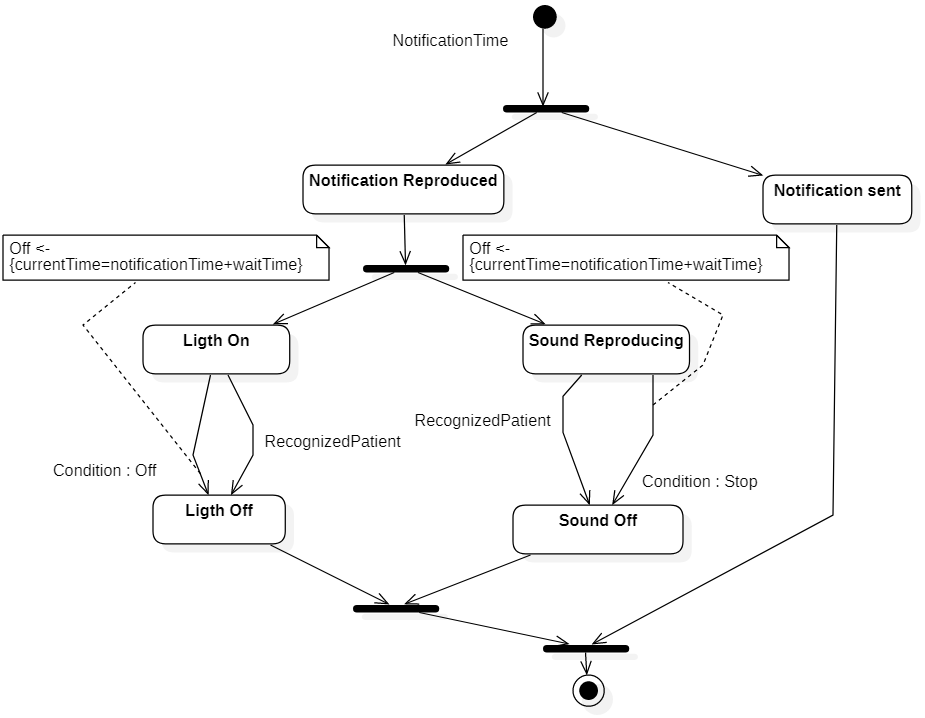 NotificationTime
Notification Reproduced
Notification sent
Off <-
{currentTime=notificationTime+waitTime}
Off <-
{currentTime=notificationTime+waitTime}
Ligth On
Sound Reproducing
RecognizedPatient
RecognizedPatient
Condition : Off
Condition : Stop
Ligth Off
Sound Off